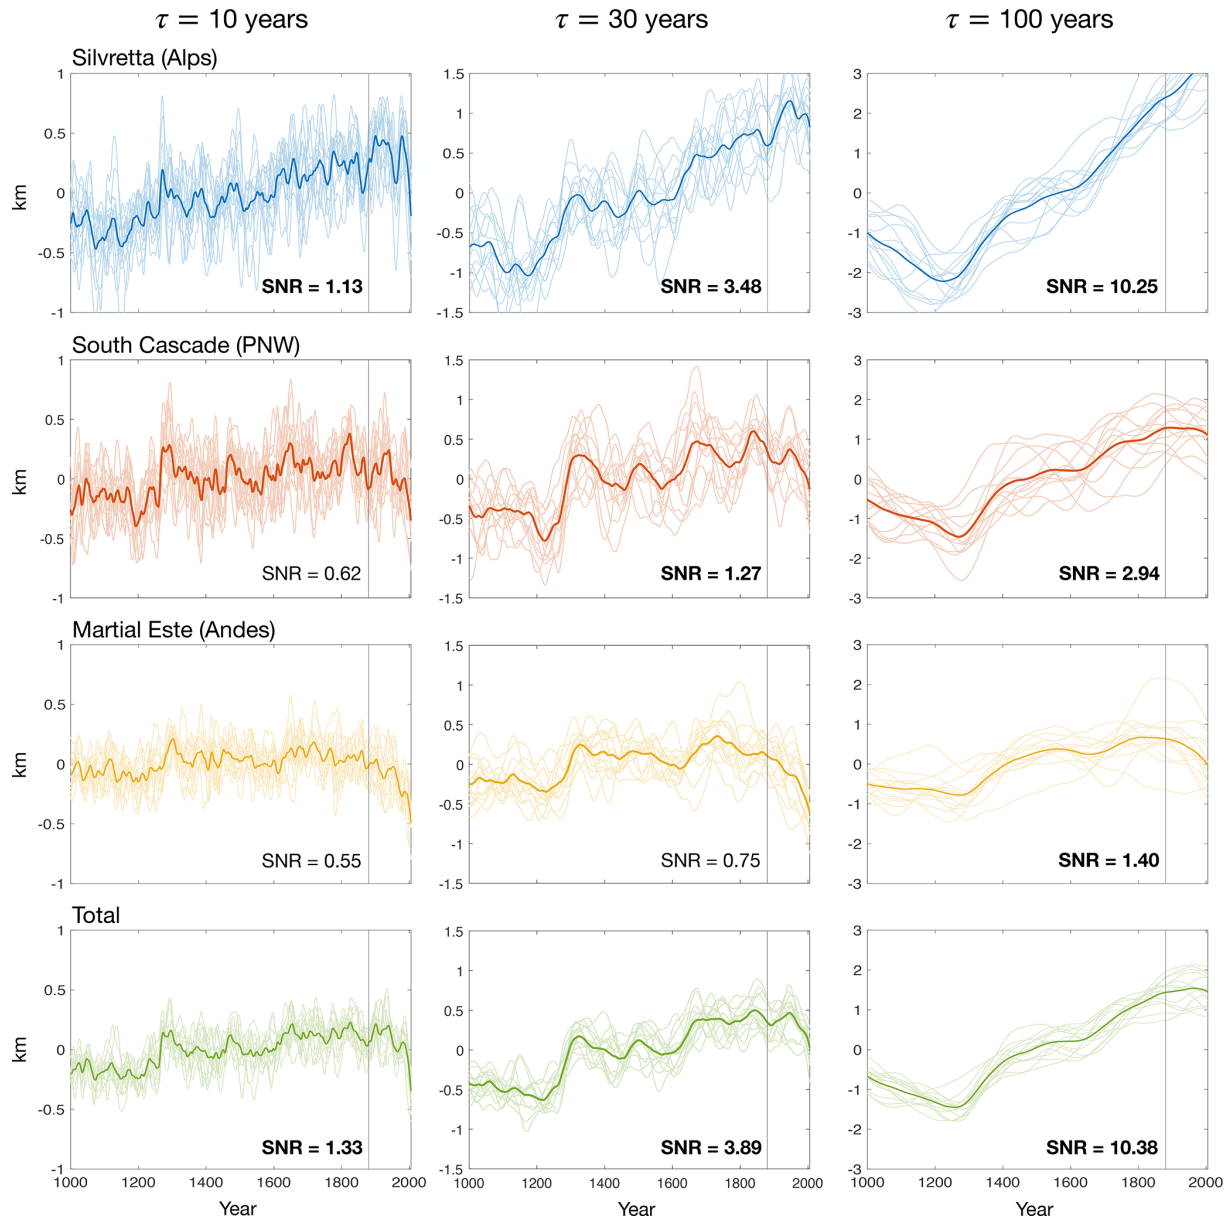 τ = 10 years τ = 30 years τ = 100 years
Silvretta (Alps)
1 1.5 3
1 2
0.5 0.5 1
km 0 0 0
-0.5 -1
-0.5 -1 -2
SNR = 1.13 SNR = 3.48 SNR = 10.25
-1 -1.5 -3
South Cascade (PNW)
1 1.5 3
1 2
0.5 0.5 1
km 0 0 0
-0.5 -1
-0.5 -1 -2
SNR = 0.62 SNR = 1.27 SNR = 2.94
-1 -1.5 -3
Martial Este (Andes)
1 1.5 3
1 2
0.5 0.5 1
km 0 0 0
-0.5 -1
-0.5 -1 -2
SNR = 0.55 SNR = 0.75 SNR = 1.40
-1 -1.5 -3
Total
1 1.5 3
1 2
0.5 0.5 1
km 0 0 0
-0.5 -1
-0.5 -1 -2
SNR = 1.33 SNR = 3.89 SNR = 10.38
-1 -1.5 -3
1000 1200 1400 1600 1800 2000 1000 1200 1400 1600 1800 2000 1000 1200 1400 1600 1800 2000
Year Year Year